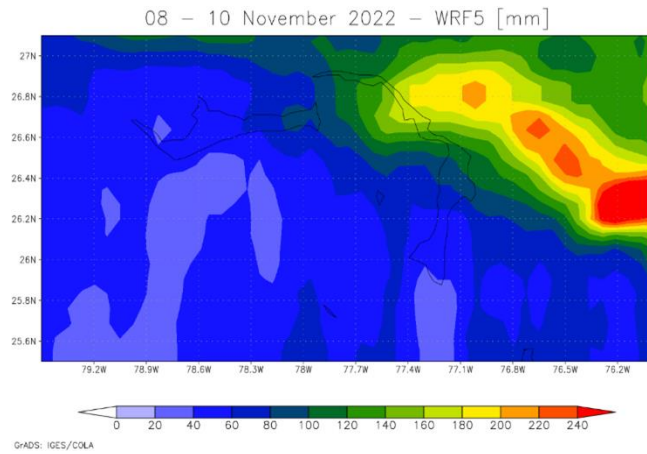 08 – 10 November 2022 – WRF5 [mm]
27N
26.8N
26.6N
26.4N
26.2N
26N
25.8N
25.6N
79.2W 78.9W 78.6W 78.3W 78W 77.7W 77.4W 77.1W 76.8W 76.5W 76.2W
0 20 40 60 80 100 120 140 160 180 200 220 240
GrADS: IGES/COLA